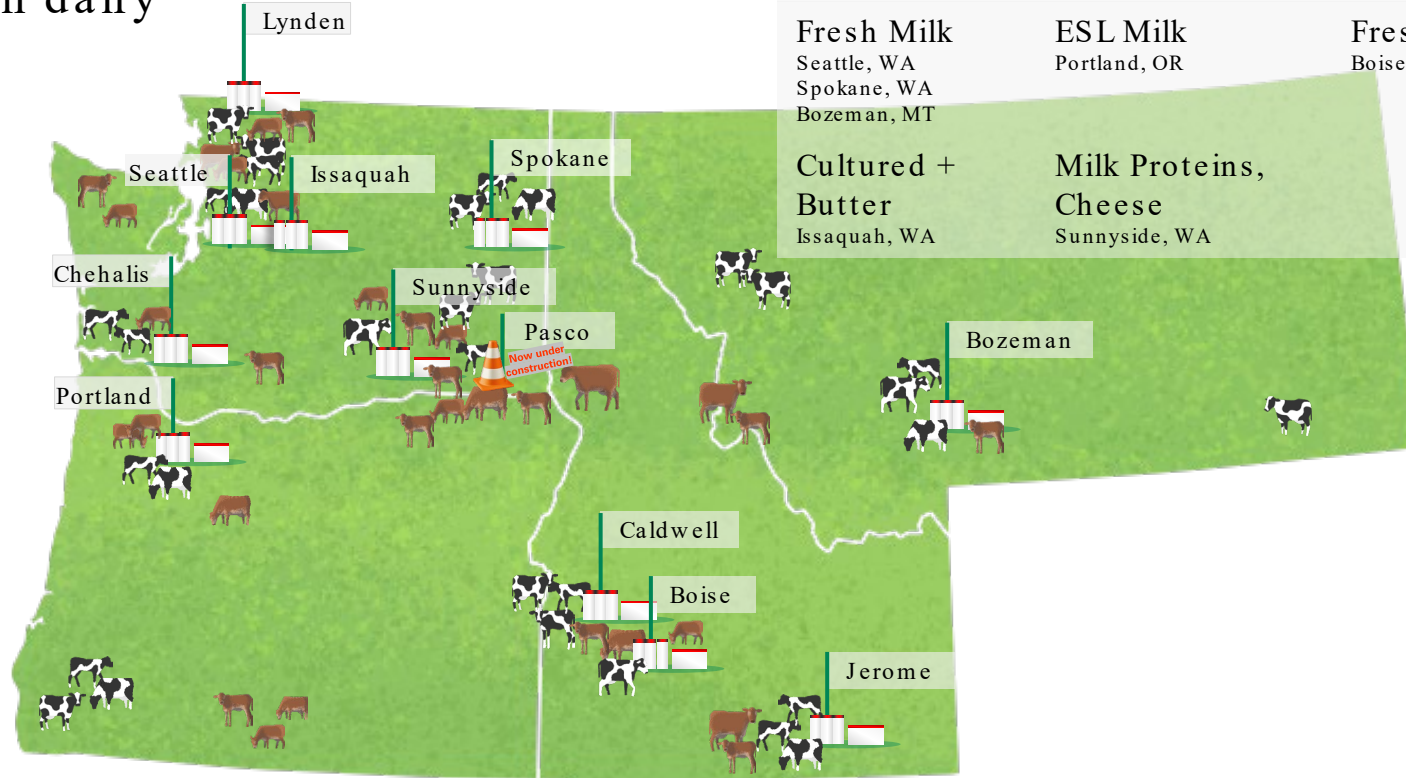 dairy
Lynden
Fresh Milk
Seattle, WA
Spokane, WA
Bozeman, MT
ESL Milk
Portland, OR
Cultured +
Butter
Issaquah, WA
Milk Proteins,
Cheese
Sunnyside, WA
Seattle
Issaquah
Spokane
Chehalis
Sunnyside
Pasco
Now under
construction!
Bozeman
Portland
Caldwell
Boise
Jerome